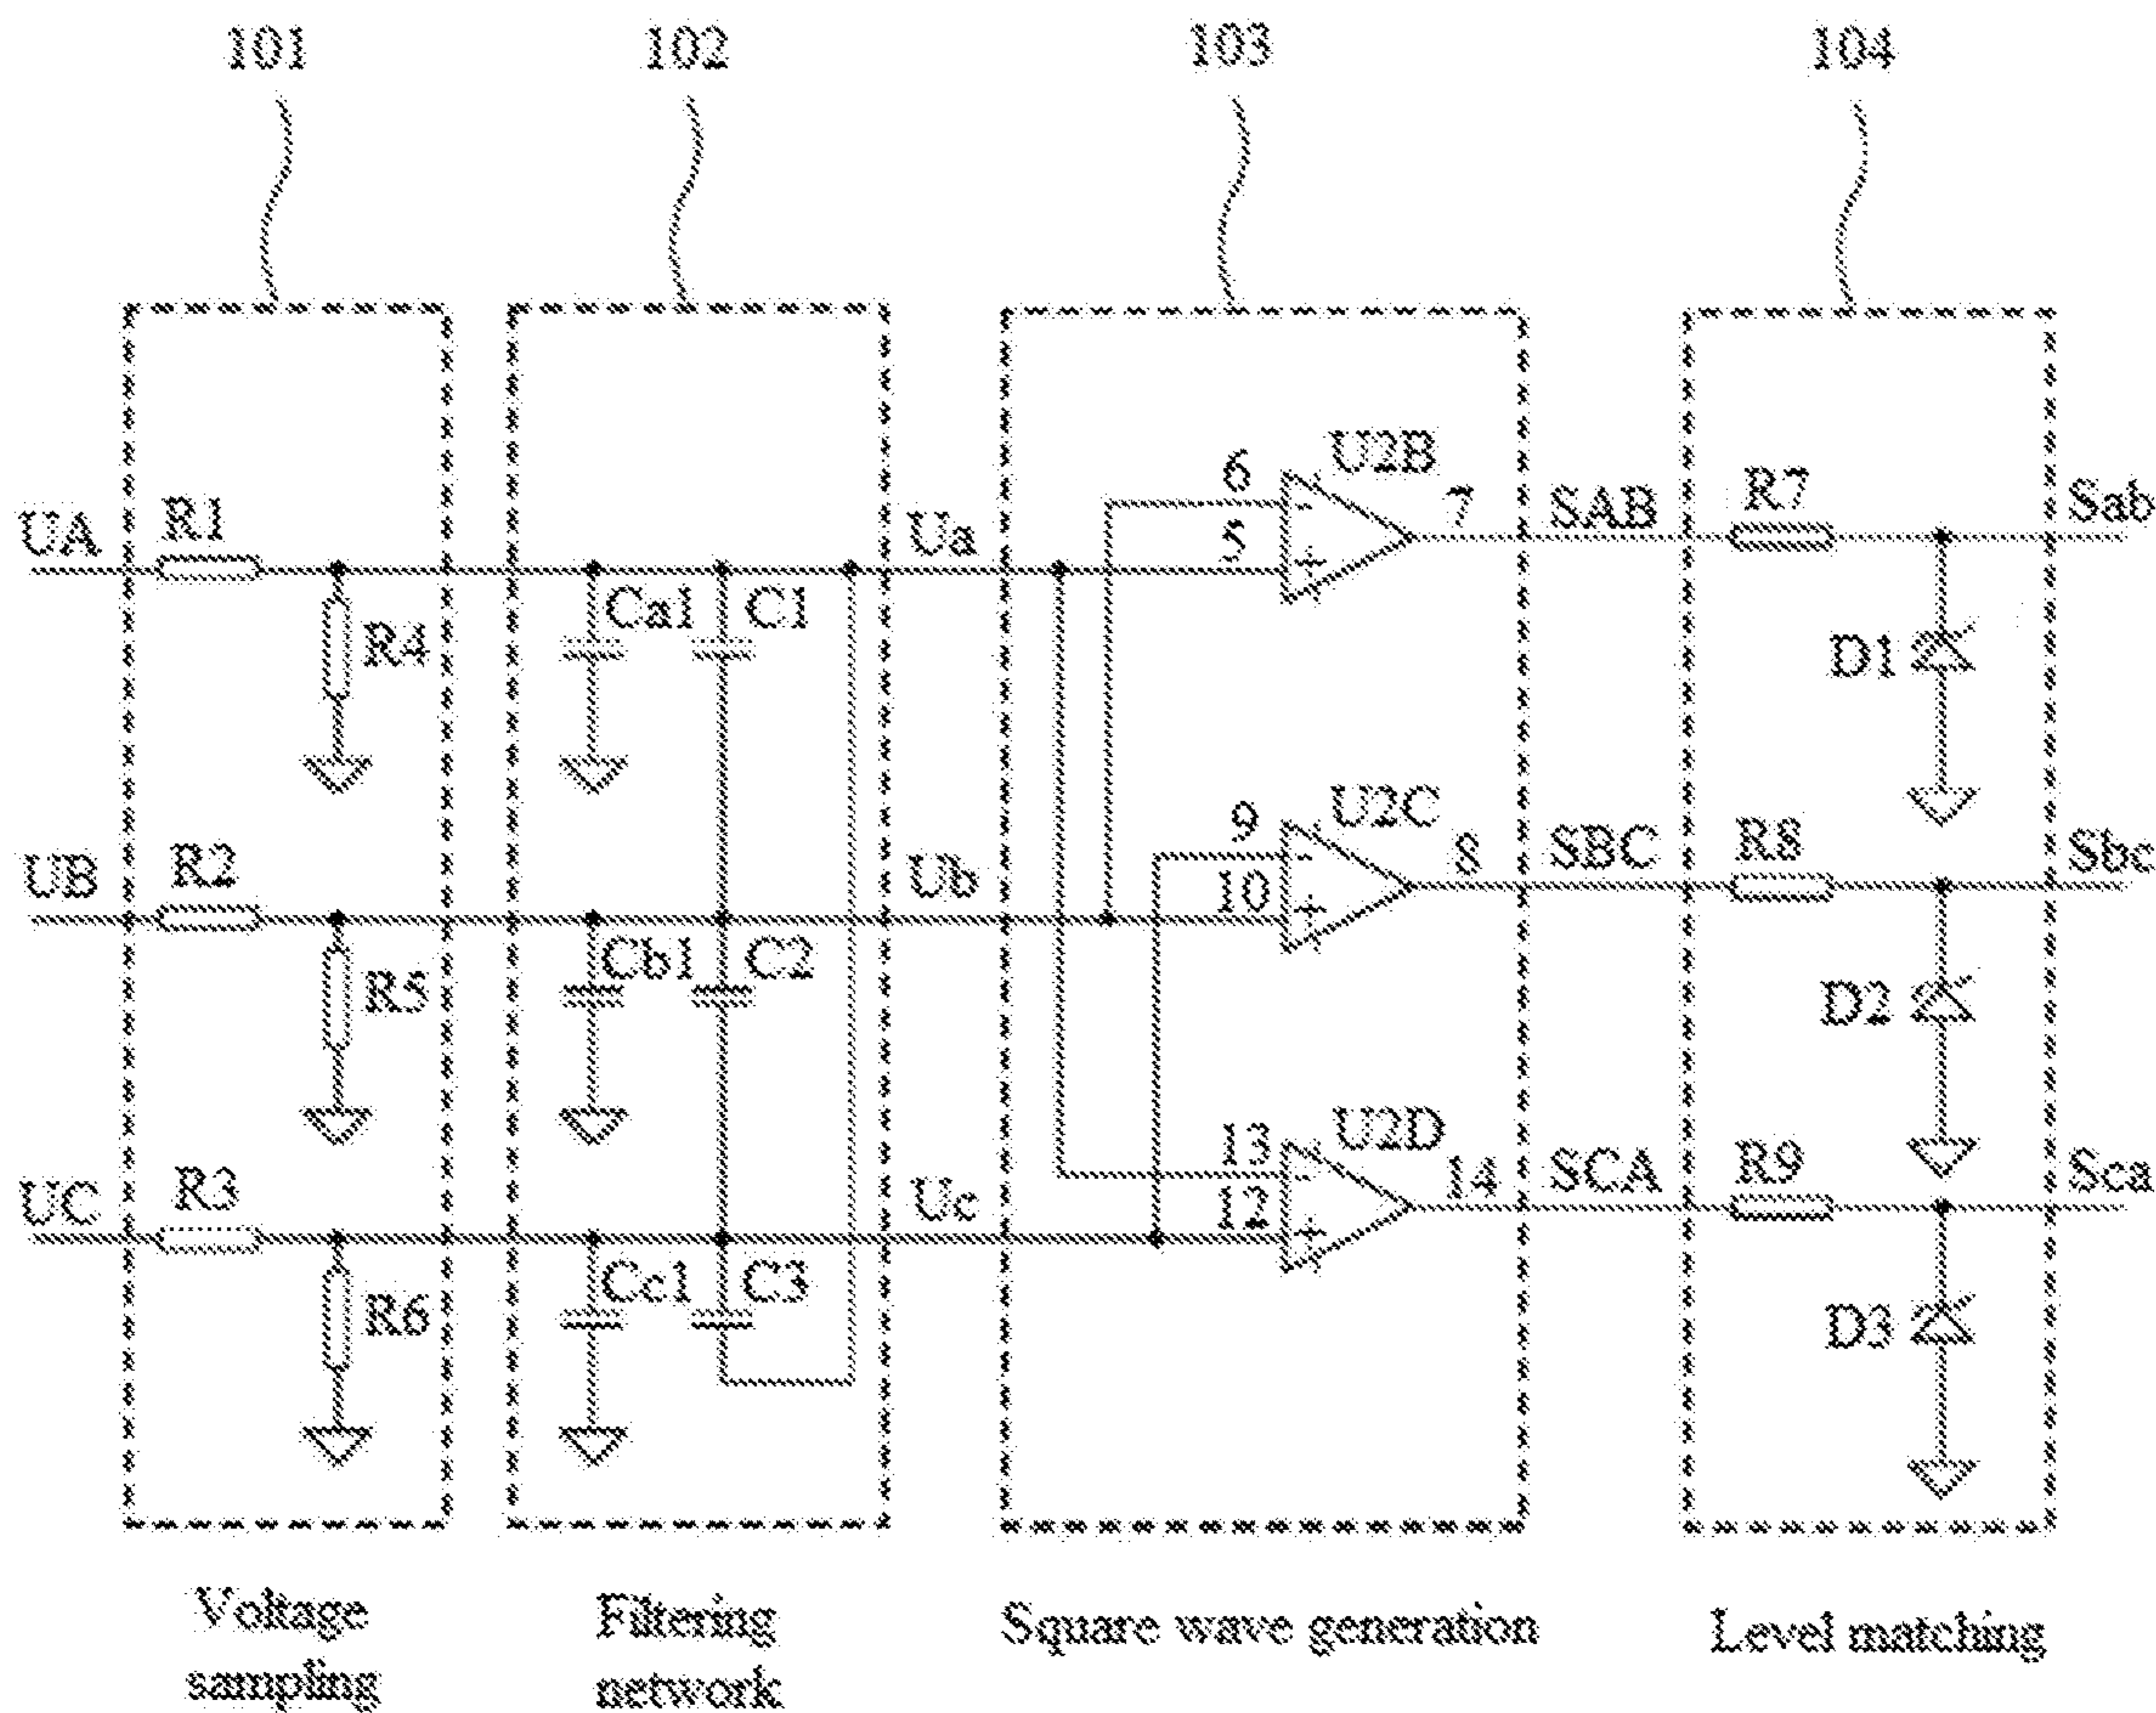 101 102 103 104
U2B
6 7 SAB R7 Sab
UA R1 Ua 5
Ca1 C1
R4 D1
U2C
9 8 SBC R8 Sbc
UB R2 Ub 10
Cb1 C2
R5 D2
U2D
13 14 SCA R9 Sca
UC R3 Uc 12
Cc1 C3
R6 D3
- + - + - +
Voltage
sampling
Filtering
network
Square wave generation
Level matching